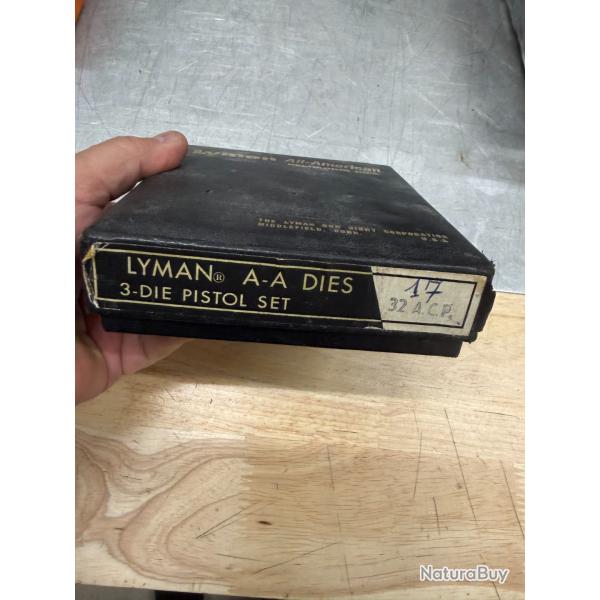 Lyman All-American
THE LYMAN GUN SIGHT CORPORATION
MIDDLEFIELD, CONN. U.S.A
LYMAN® A-A DIES
3-DIE PISTOL SET
17
32 A.C.P.
NaturaBuy